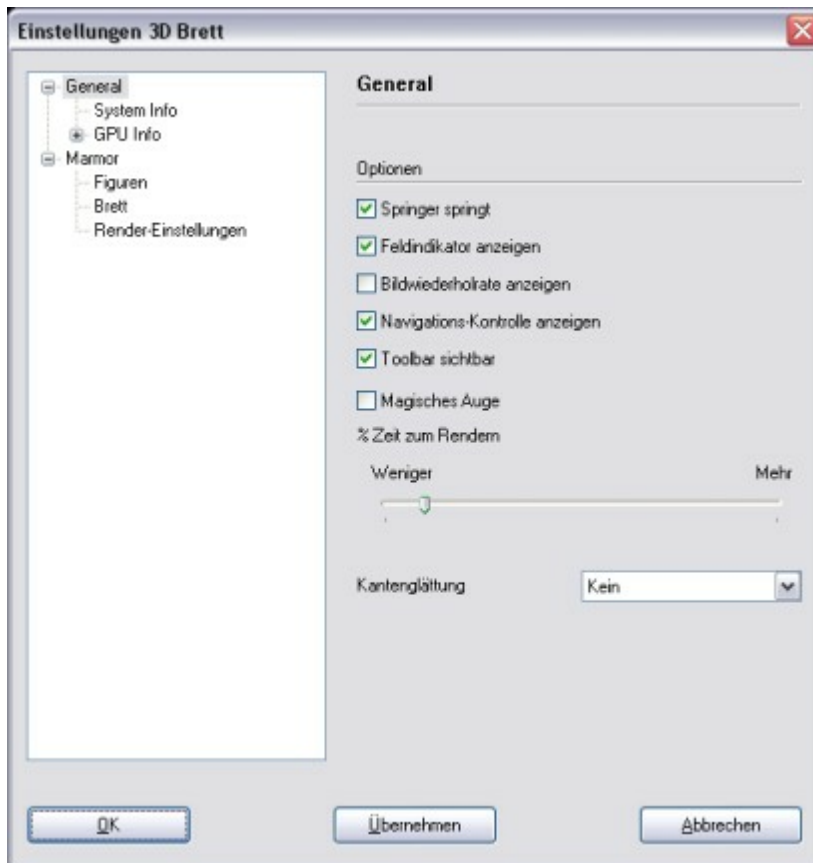 Einstellungen 3D Brett
General
System Info
GPU Info
Marmor
Figuren
Brett
Render-Einstellungen
General
Optionen
Springer springt
Feldindikator anzeigen
Bildwiederholrate anzeigen
Navigations-Kontrolle anzeigen
Toolbar sichtbar
Magisches Auge
% Zeit zum Rendern
Weniger Mehr
Kantenglättung Kein
OK Übernehmen Abbrechen